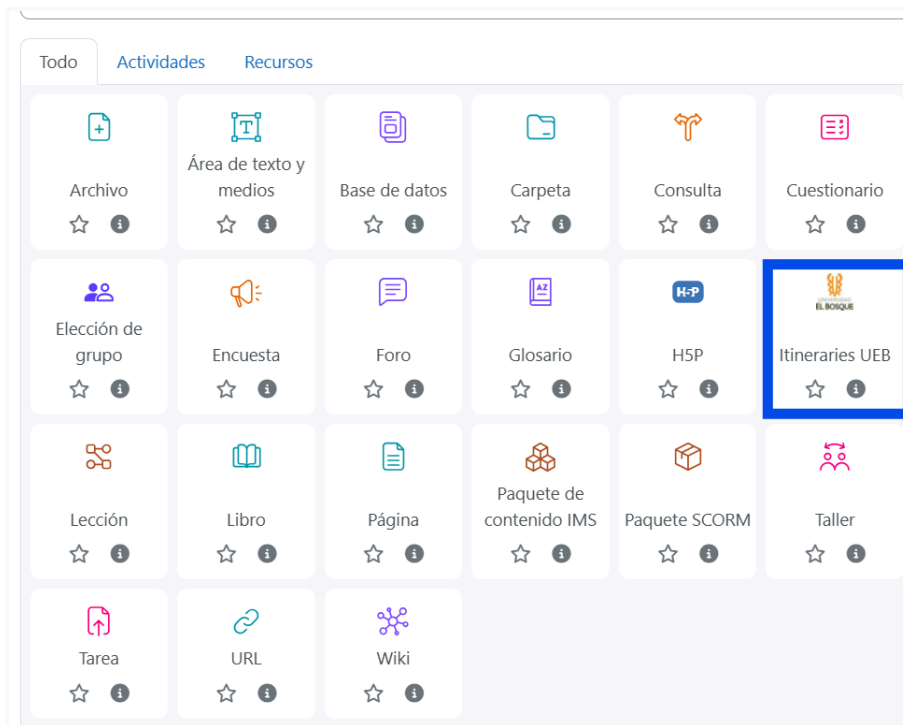 Todo Actividades Recursos
Archivo
Área de texto y
medios
Base de datos
Carpeta
Consulta
Cuestionario
Elección de
grupo
Encuesta
Foro
AZ
Glosario
H5P
H5P
UNIVERSIDAD
EL BOSQUE
Itineraries UEB
Lección
Libro
Página
Paquete de
contenido IMS
Paquete SCORM
Taller
Tarea
URL
Wiki